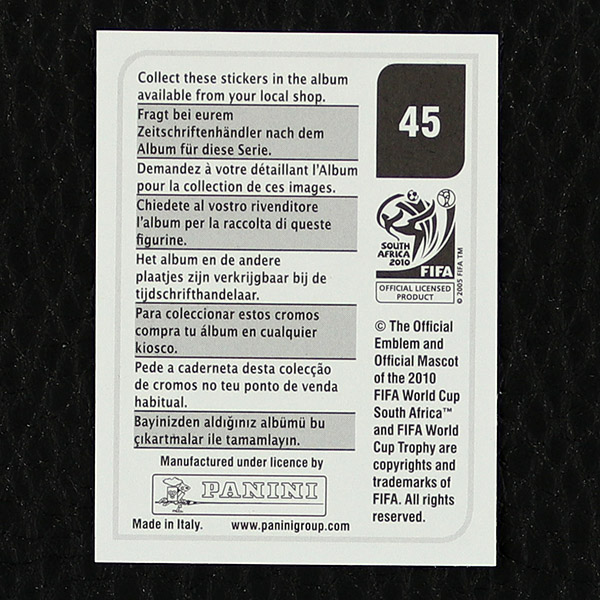 Collect these stickers in the album
available from your local shop.
Fragt bei eurem
Zeitschriftenhändler nach dem
Album für diese Serie.
Demandez à votre détaillant l'Album
pour la collection de ces images.
Chiedete al vostro rivenditore
l'album per la raccolta di queste
figurine.
Het album en de andere
plaatjes zijn verkrijgbaar bij de
tijdschrifthandelaar.
Para coleccionar estos cromos
compra tu álbum en cualquier
kiosco.
Pede a caderneta desta colecção
de cromos no teu ponto de venda
habitual.
Bayinizden aldığınız albümü bu
çıkartmalar ile tamamlayın.
Manufactured under licence by
PANINI
Made in Italy. www.paninigroup.com
45
SOUTH
AFRICA
2010
FIFA
OFFICIAL LICENSED
PRODUCT
© 2005 FIFA TM
© The Official
Emblem and
Official Mascot
of the 2010
FIFA World Cup
South Africa™
and FIFA World
Cup Trophy are
copyrights and
trademarks of
FIFA. All rights
reserved.